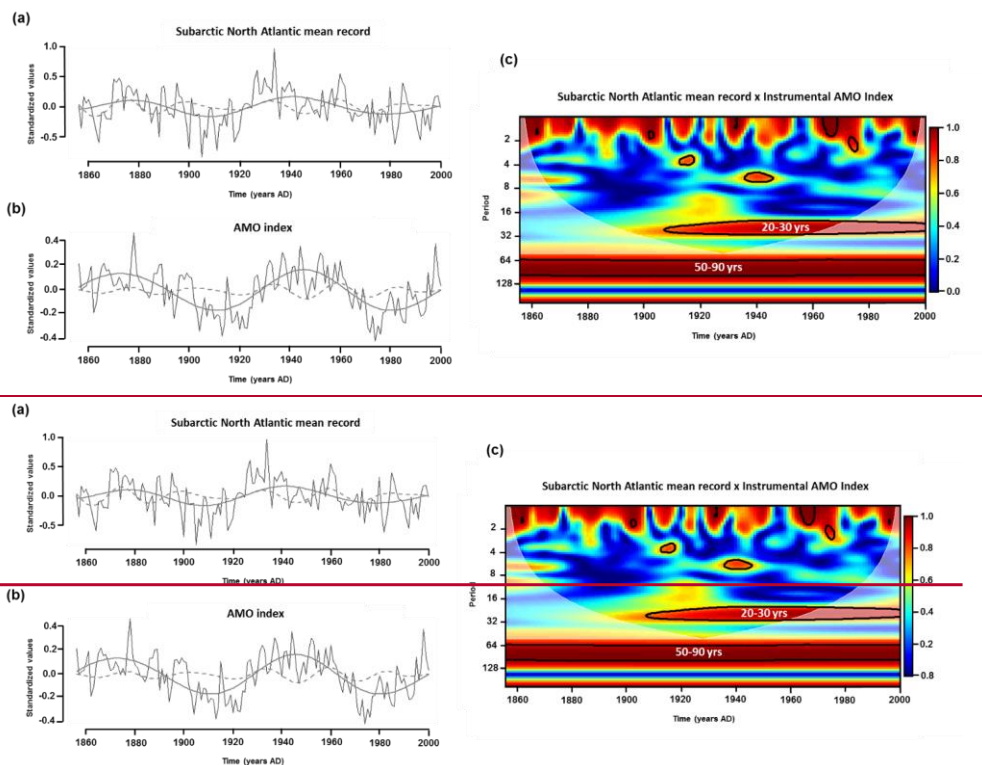 (a)
Subarctic North Atlantic mean record
Standardized values
1.0
0.5
0.0
-0.5
1860 1880 1900 1920 1940 1960 1980 2000
Time (years AD)
(b)
AMO index
Standardized values
0.4
0.2
0.0
-0.2
-0.4
1860 1880 1900 1920 1940 1960 1980 2000
Time (years AD)
(c)
Subarctic North Atlantic mean record x Instrumental AMO Index
Period
2
4
8
16
32
64
128
20-30 yrs
50-90 yrs
1860 1880 1900 1920 1940 1960 1980 2000
Time (years AD)
1.0
0.8
0.6
0.4
0.2
0.0
(a)
Subarctic North Atlantic mean record
Standardized values
1.0
0.5
0.0
-0.5
1860 1880 1900 1920 1940 1960 1980 2000
Time (years AD)
(b)
AMO index
Standardized values
0.4
0.2
0.0
-0.2
-0.4
1860 1880 1900 1920 1940 1960 1980 2000
Time (years AD)
(c)
Subarctic North Atlantic mean record x Instrumental AMO Index
Period
2
4
8
16
32
64
128
20-30 yrs
50-90 yrs
1860 1880 1900 1920 1940 1960 1980 2000
Time (years AD)
1.0
0.8
0.6
0.4
0.2
0.8